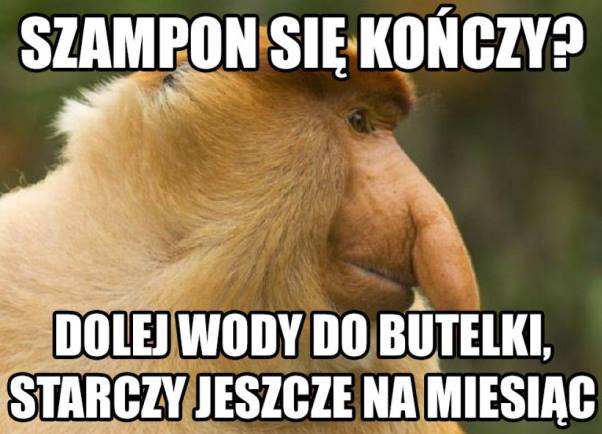 SZAMPON SIĘ KOŃCZY?
DOLEJ WODY DO BUTELKI,
STARCZY JESZCZE NA MIESIĄC